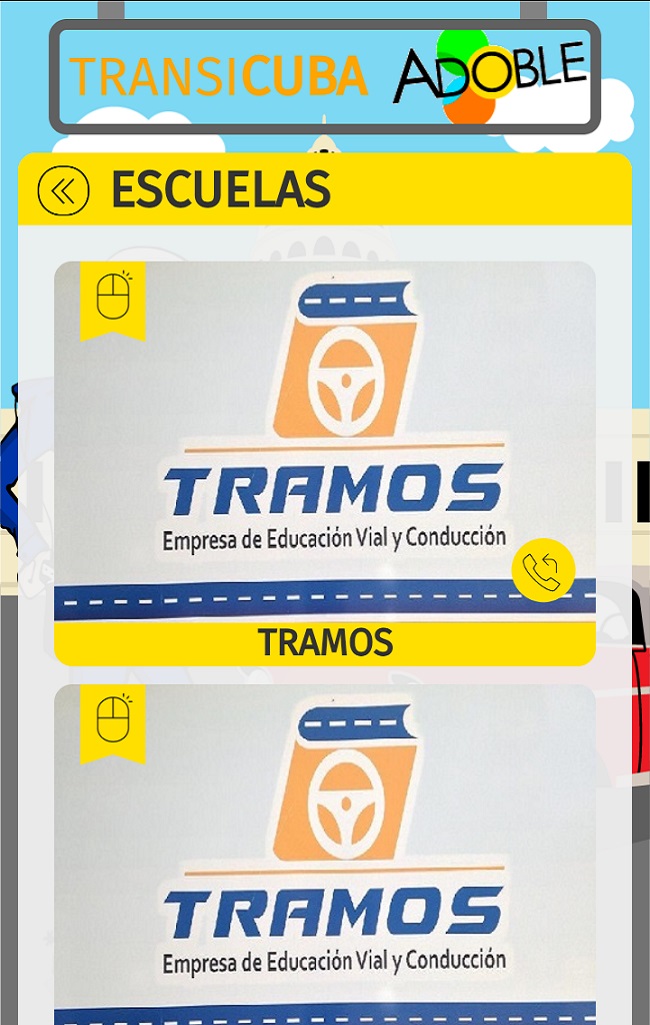 TRANSICUBA ADOBLE
ESCUELAS
TRAMOS
Empresa de Educación Vial y Conducción
TRAMOS
TRAMOS
Empresa de Educación Vial y Conducción